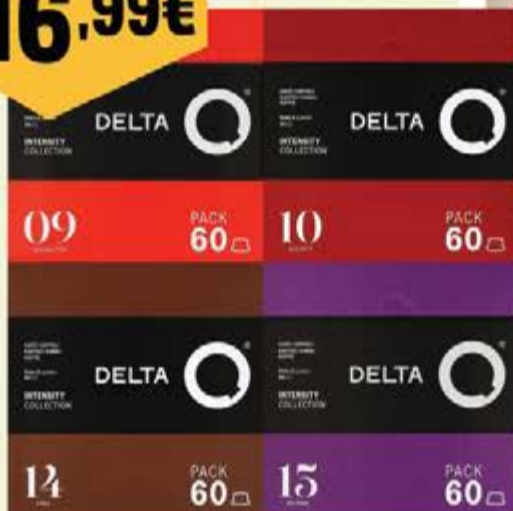 16,99€
DELTA Q
INTENSITY
COLLECTION
09
PACK
60
DELTA Q
INTENSITY
COLLECTION
10
PACK
60
DELTA Q
INTENSITY
COLLECTION
12
PACK
60
DELTA Q
INTENSITY
COLLECTION
15
PACK
60